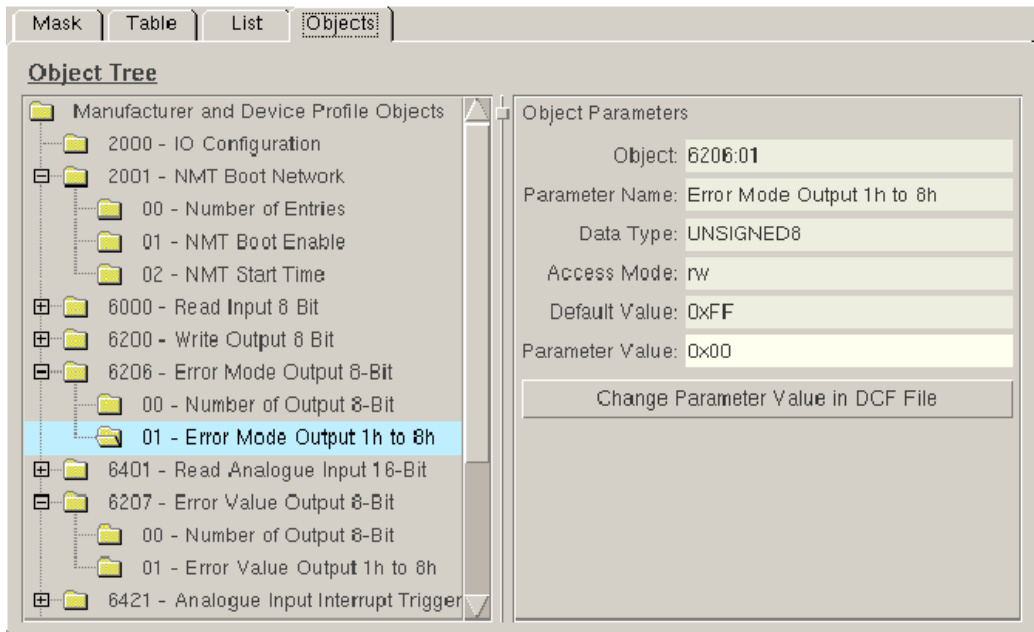 Mask Table List Objects
Object Tree
Manufacturer and Device Profile Objects
2000 - IO Configuration
2001 - NMT Boot Network
00 - Number of Entries
01 - NMT Boot Enable
02 - NMT Start Time
6000 - Read Input 8 Bit
6200 - Write Output 8 Bit
6206 - Error Mode Output 8-Bit
00 - Number of Output 8-Bit
01 - Error Mode Output 1h to 8h
6401 - Read Analogue Input 16-Bit
6207 - Error Value Output 8-Bit
00 - Number of Output 8-Bit
01 - Error Value Output 1h to 8h
6421 - Analogue Input Interrupt Trigger
Object Parameters
Object: 6206:01
Parameter Name: Error Mode Output 1h to 8h
Data Type: UNSIGNED8
Access Mode: rw
Default Value: 0xFF
Parameter Value: 0x00
Change Parameter Value in DCF File